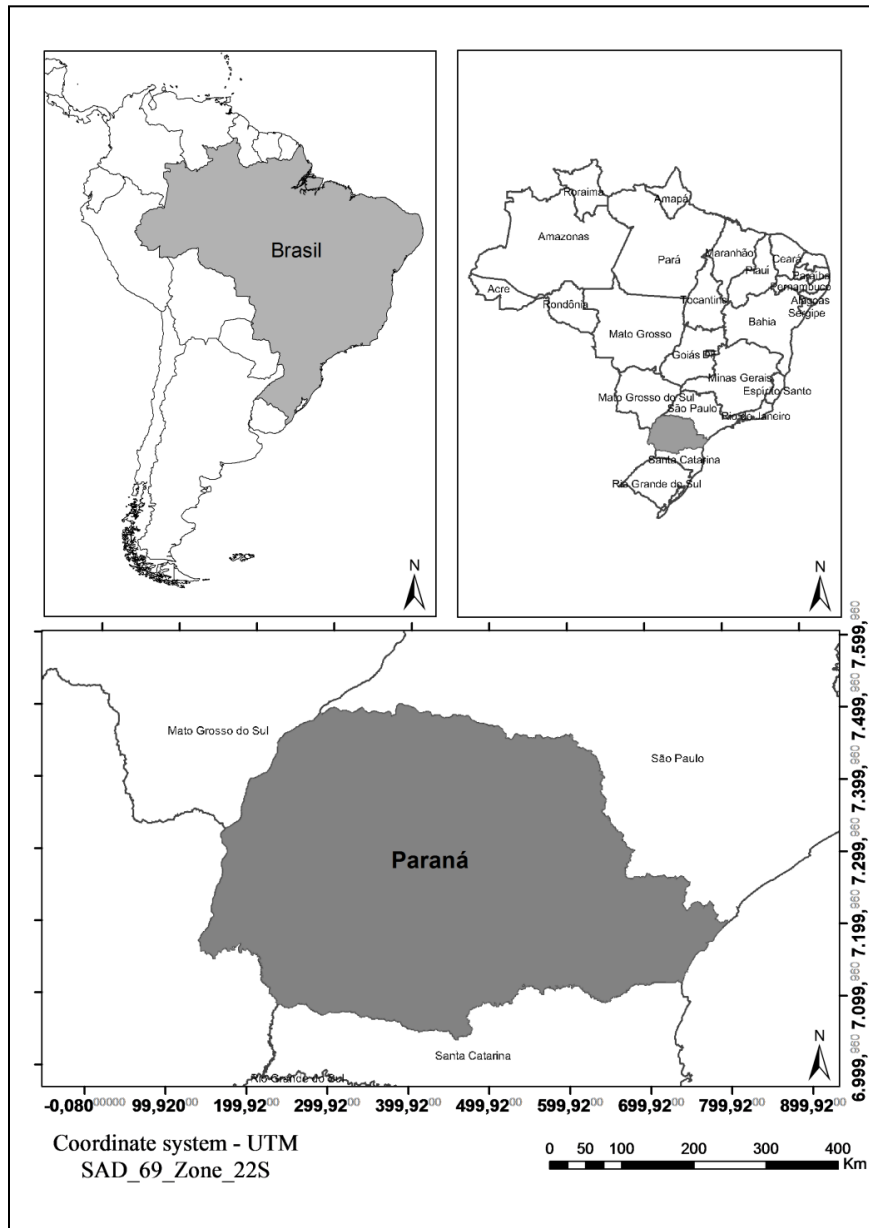 Brasil
N
Roraima
Amapá
Amazonas
Pará
Maranhão
Ceará
Piauí
Paraíba
Pernambuco
Acre
Rondônia
Tocantins
Alagoas
Sergipe
Bahia
Mato Grosso
Goiás DF
Minas Gerais
Espírito Santo
Mato Grosso do Sul
São Paulo
Rio de Janeiro
Santa Catarina
Rio Grande do Sul
N
Mato Grosso do Sul
São Paulo
Paraná
Santa Catarina
Rio Grande do Sul
N
7.599,
7.499,
7.399,
7.299,
7.199,
7.099,
6.999,
-0,080 99,920 199,92 299,92 399,92 499,92 599,92 699,92 799,92 899,92
Coordinate system - UTM
SAD_69_Zone_22S
0 50 100 200 300 400
Km